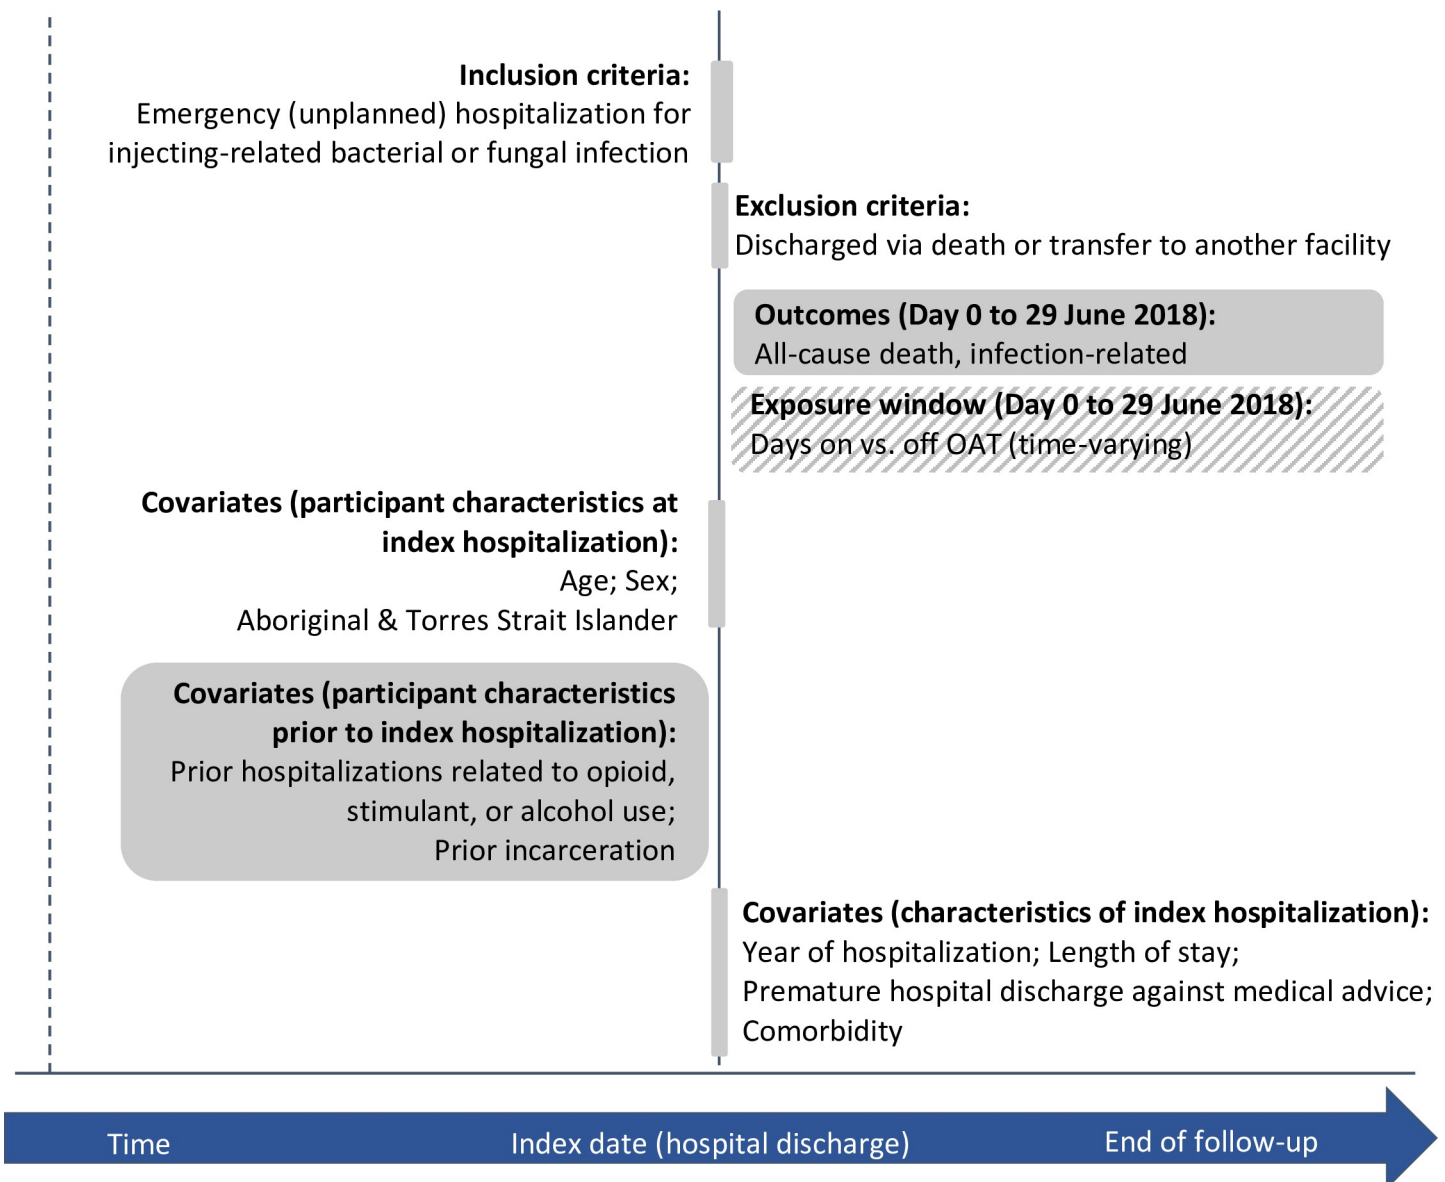 Inclusion criteria:
Emergency (unplanned) hospitalization for
injecting-related bacterial or fungal infection
Exclusion criteria:
Discharged via death or transfer to another facility
Outcomes (Day 0 to 29 June 2018):
All-cause death, infection-related
Exposure window (Day 0 to 29 June 2018):
Days on vs. off OAT (time-varying)
Covariates (participant characteristics at
index hospitalization):
Age; Sex;
Aboriginal & Torres Strait Islander
Covariates (participant characteristics
prior to index hospitalization):
Prior hospitalizations related to opioid,
stimulant, or alcohol use;
Prior incarceration
Covariates (characteristics of index hospitalization):
Year of hospitalization; Length of stay;
Premature hospital discharge against medical advice;
Comorbidity
Time
Index date (hospital discharge)
End of follow-up